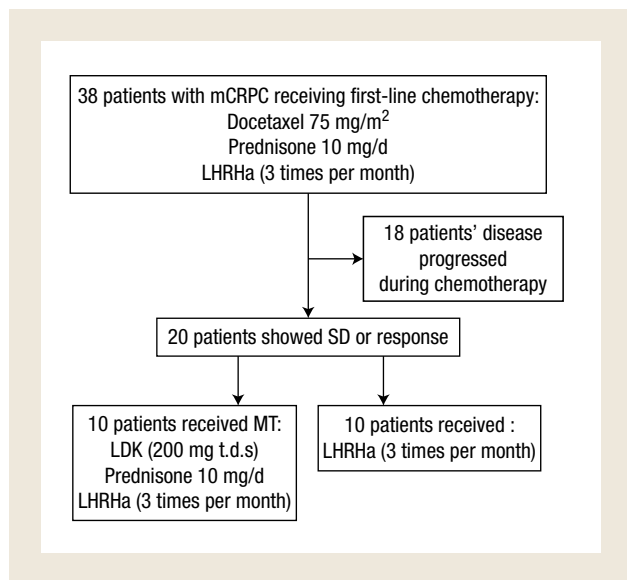 38 patients with mCRPC receiving first-line chemotherapy:
Docetaxel 75 mg/m²
Prednisone 10 mg/d
LHRHa (3 times per month)
18 patients’ disease
progressed
during chemotherapy
20 patients showed SD or response
10 patients received MT:
LDK (200 mg t.d.s)
Prednisone 10 mg/d
LHRHa (3 times per month)
10 patients received :
LHRHa (3 times per month)